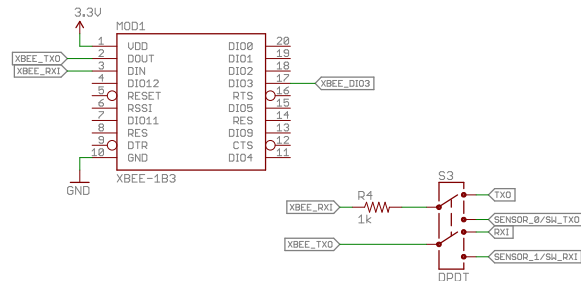 3.3V
MOD1
XBEE_TXO
XBEE_RXI
1 VDD DIO0 20
2 DOUT DIO1 19
3 DIN DIO2 18
4 DIO12 DIO3 17 XBEE_DIO3
5 RESET RTS 16
6 RSSI DIO5 15
7 DIO11 RES 14
8 RES DIO9 13
9 DTR CTS 12
10 GND DIO4 11
GND
XBEE-1B3
S3
R4
XBEE_RXI
1k
TXO
SENSOR_0/SW_TXO
RXI
XBEE_TXO
SENSOR_1/SW_RXI
DPDT